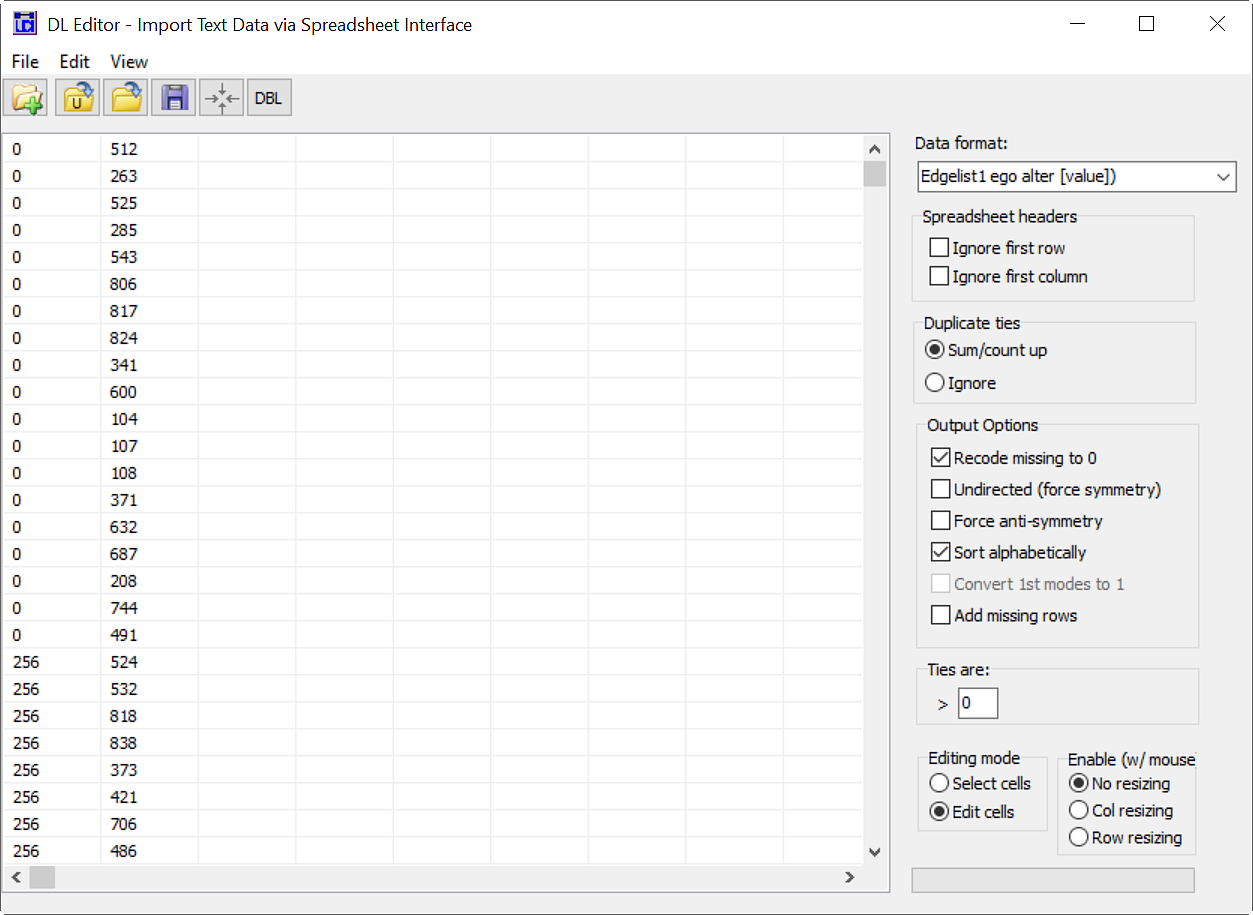 DL Editor - Import Text Data via Spreadsheet Interface
File Edit View
U DBL
0 512
0 263
0 525
0 285
0 543
0 806
0 817
0 824
0 341
0 600
0 104
0 107
0 108
0 371
0 632
0 687
0 208
0 744
0 491
256 524
256 532
256 818
256 838
256 373
256 421
256 706
256 486
Data format:
Edgelist1 ego alter [value])
Spreadsheet headers
Ignore first row
Ignore first column
Duplicate ties
Sum/count up
Ignore
Output Options
Recode missing to 0
Undirected (force symmetry)
Force anti-symmetry
Sort alphabetically
Convert 1st modes to 1
Add missing rows
Ties are:
> 0
Editing mode
Select cells
Edit cells
Enable (w/ mouse
No resizing
Col resizing
Row resizing